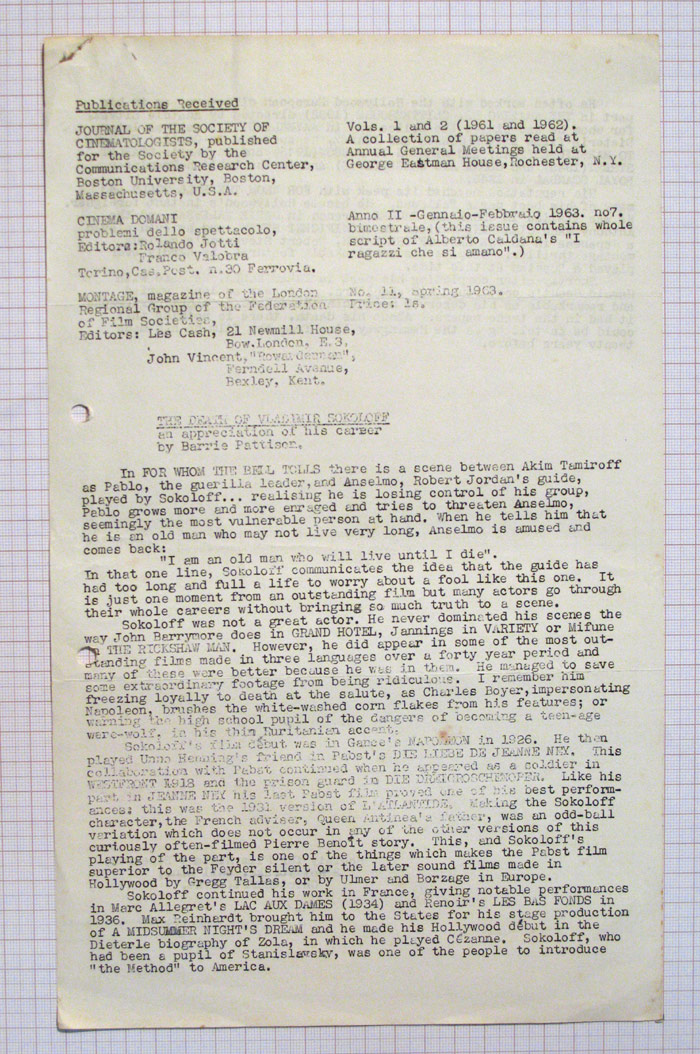 Publications Received
JOURNAL OF THE SOCIETY OF
CINEMATOLOGISTS, published
for the Society by the
Communications Research Center,
Boston University, Boston,
Massachusetts, U.S.A.
Vols. 1 and 2 (1961 and 1962).
A collection of papers read at
Annual General Meetings held at
George Eastman House,Rochester, N.Y.
CINEMA DOMANI
problemi dello spettacolo,
Editors:Rolando Jotti
Franco Valobra
Torino,Cas.Post. n.30 Ferrovia.
Anno II -Gennaio-Febbraio 1963. no7.
bimestrale,(this issue contains whole
script of Alberto Caldana's "I
ragazzi che si amano".)
MONTAGE, magazine of the London
Regional Group of the Federation
of Film Societies,
Editors: Les Cash, 21 Newmill House,
Bow.London, E.3.
John Vincent,"Rowardennan",
Ferndell Avenue,
Bexley, Kent.
No. 11, Spring 1963.
Price: 1s.
THE DEATH OF VLADIMIR SOKOLOFF
an appreciation of his career
by Barrie Pattison.
In FOR WHOM THE BELL TOLLS there is a scene between Akim Tamiroff
as Pablo, the guerilla leader,and Anselmo, Robert Jordan's guide,
played by Sokoloff... realising he is losing control of his group,
Pablo grows more and more enraged and tries to threaten Anselmo,
seemingly the most vulnerable person at hand. When he tells him that
he is an old man who may not live very long, Anselmo is amused and
comes back:
"I am an old man who will live until I die".
In that one line, Sokoloff communicates the idea that the guide has
had too long and full a life to worry about a fool like this one. It
is just one moment from an outstanding film but many actors go through
their whole careers without bringing so much truth to a scene.
Sokoloff was not a great actor. He never dominated his scenes the
way John Barrymore does in GRAND HOTEL, Jannings in VARIETY or Mifune
in THE RICKSHAW MAN. However, he did appear in some of the most out-
standing films made in three languages over a forty year period and
many of these were better because he was in them. He managed to save
some extraordinary footage from being ridiculous. I remember him
freezing loyally to death at the salute, as Charles Boyer,impersonating
Napoleon, brushes the white-washed corn flakes from his features; or
warning the high school pupil of the dangers of becoming a teen-age
ware-wolf, in his thin Ruritanian accent.
Sokoloff's film début was in Gance's NAPOLEON in 1926. He then
played Unno Henning's friend in Pabst's DIE LIEBE DE JEANNE NEY. This
collaboration with Pabst continued when he appeared as a soldier in
WESTFRONT 1918 and the prison guard in DIE DREIGROSCHENOPER. Like his
part in JEANNE NEY his last Pabst film proved one of his best perform-
ances; this was the 1931 version of L'ATLANTIDE. Making the Sokoloff
character,the French adviser, Queen Antinea's father, was an odd-ball
variation which does not occur in any of the other versions of this
curiously often-filmed Pierre Benoît story. This, and Sokoloff's
playing of the part, is one of the things which makes the Pabst film
superior to the Feyder silent or the later sound films made in
Hollywood by Gregg Tallas, or by Ulmer and Borzage in Europe.
Sokoloff continued his work in France, giving notable performances
in Marc Allegret's LAC AUX DAMES (1934) and Renoir's LES BAS FONDS in
1936. Max Reinhardt brought him to the States for his stage production
of A MIDSUMMER NIGHT'S DREAM and he made his Hollywood début in the
Dieterle biography of Zola, in which he played Cézanne. Sokoloff, who
had been a pupil of Stanislavsky, was one of the people to introduce
"the Method" to America.